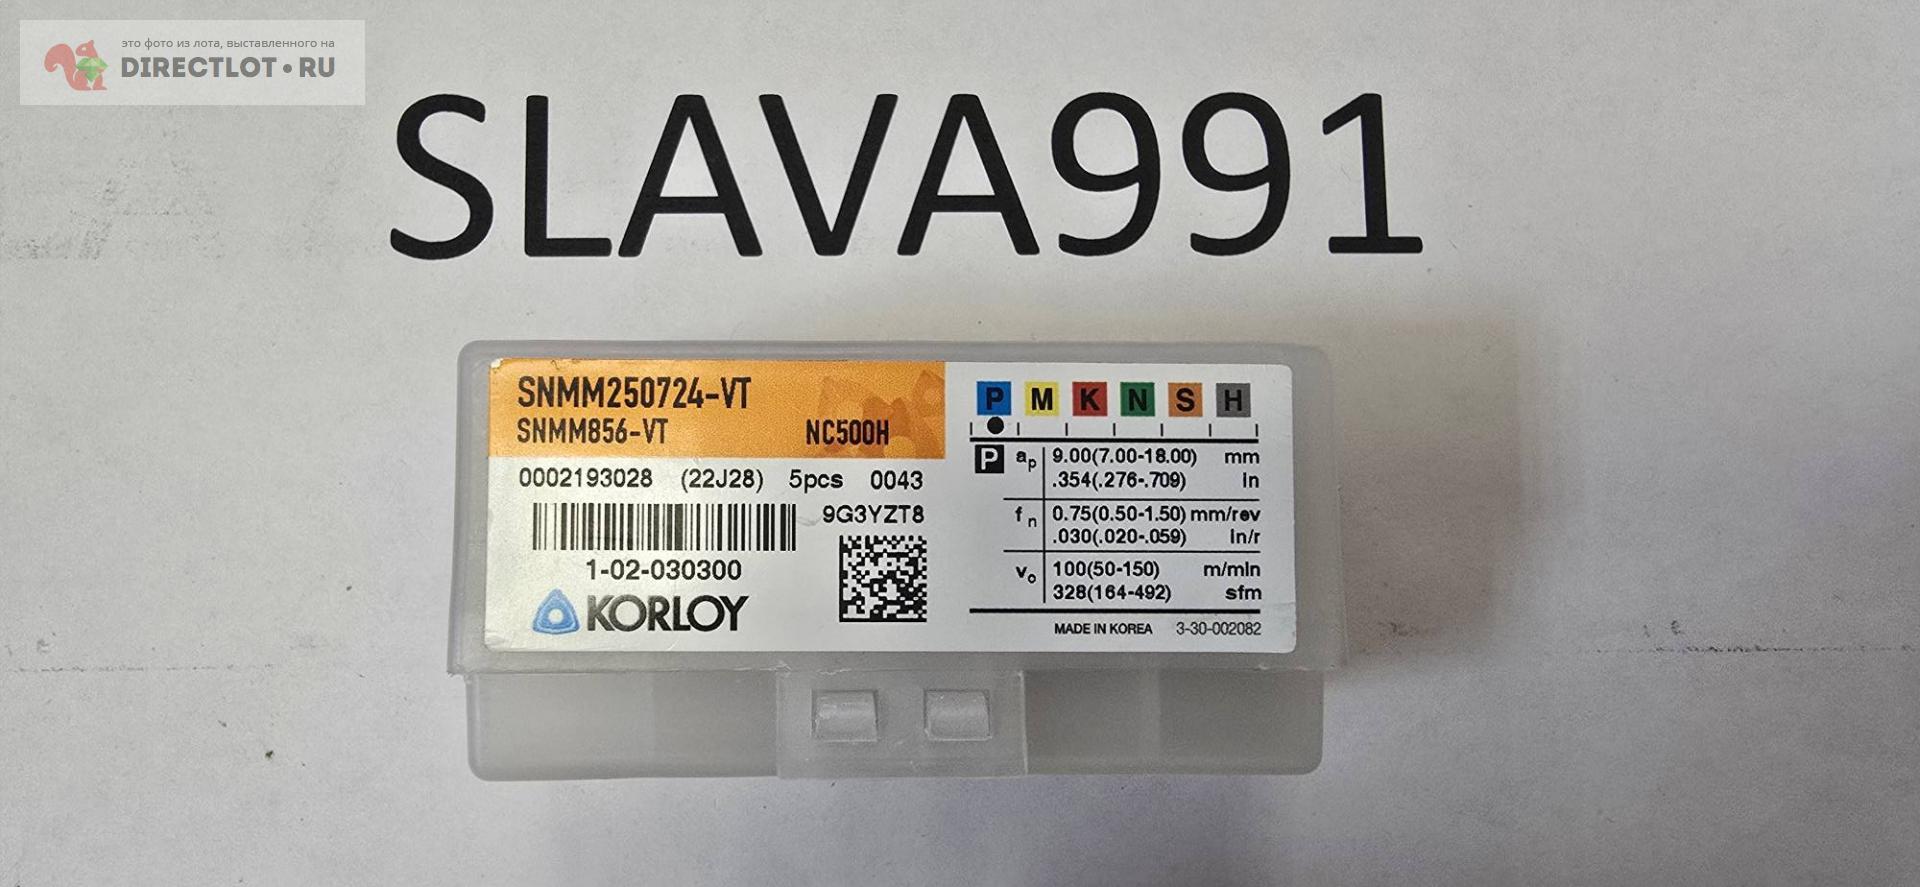 это фото из лота, выставленного на
DIRECTLOT•RU
SLAVA991
SNMM250724-VT
SNMM856-VT NC500H
0002193028 (22J28) 5pcs 0043
9G3YZT8
1-02-030300
KORLOY
P M K N S H
P ap 9.00(7.00-18.00) mm
.354(.276-.709) in
fn 0.75(0.50-1.50) mm/rev
.030(.020-.059) in/r
vc 100(50-150) m/min
328(164-492) sfm
MADE IN KOREA 3-30-002082